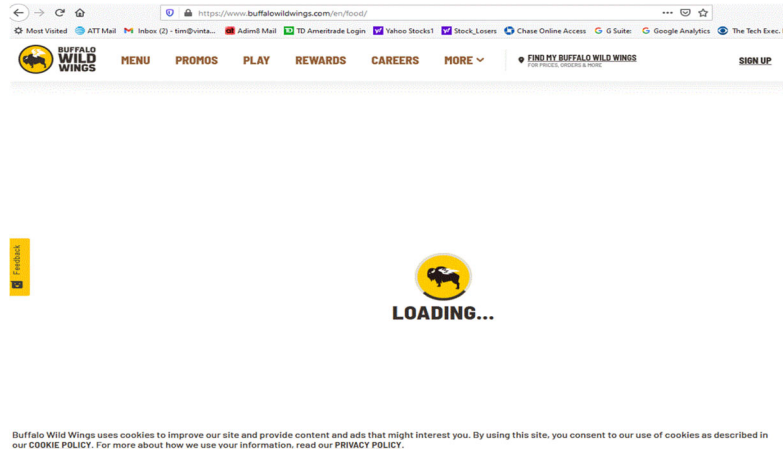 https://www.buffalowildwings.com/en/food/
Most Visited ATT Mail Inbox (2) - tim@vinta... Adim8 Mail TD Ameritrade Login Yahoo Stocks1 Stock_Losers Chase Online Access G Suite: Google Analytics The Tech Exec.
BUFFALO
WILD
WINGS
MENU PROMOS PLAY REWARDS CAREERS MORE
FIND MY BUFFALO WILD WINGS
FOR PRICES, ORDERS & MORE
SIGN UP
Feedback
LOADING...
Buffalo Wild Wings uses cookies to improve our site and provide content and ads that might interest you. By using this site, you consent to our use of cookies as described in
our COOKIE POLICY. For more about how we use your information, read our PRIVACY POLICY.